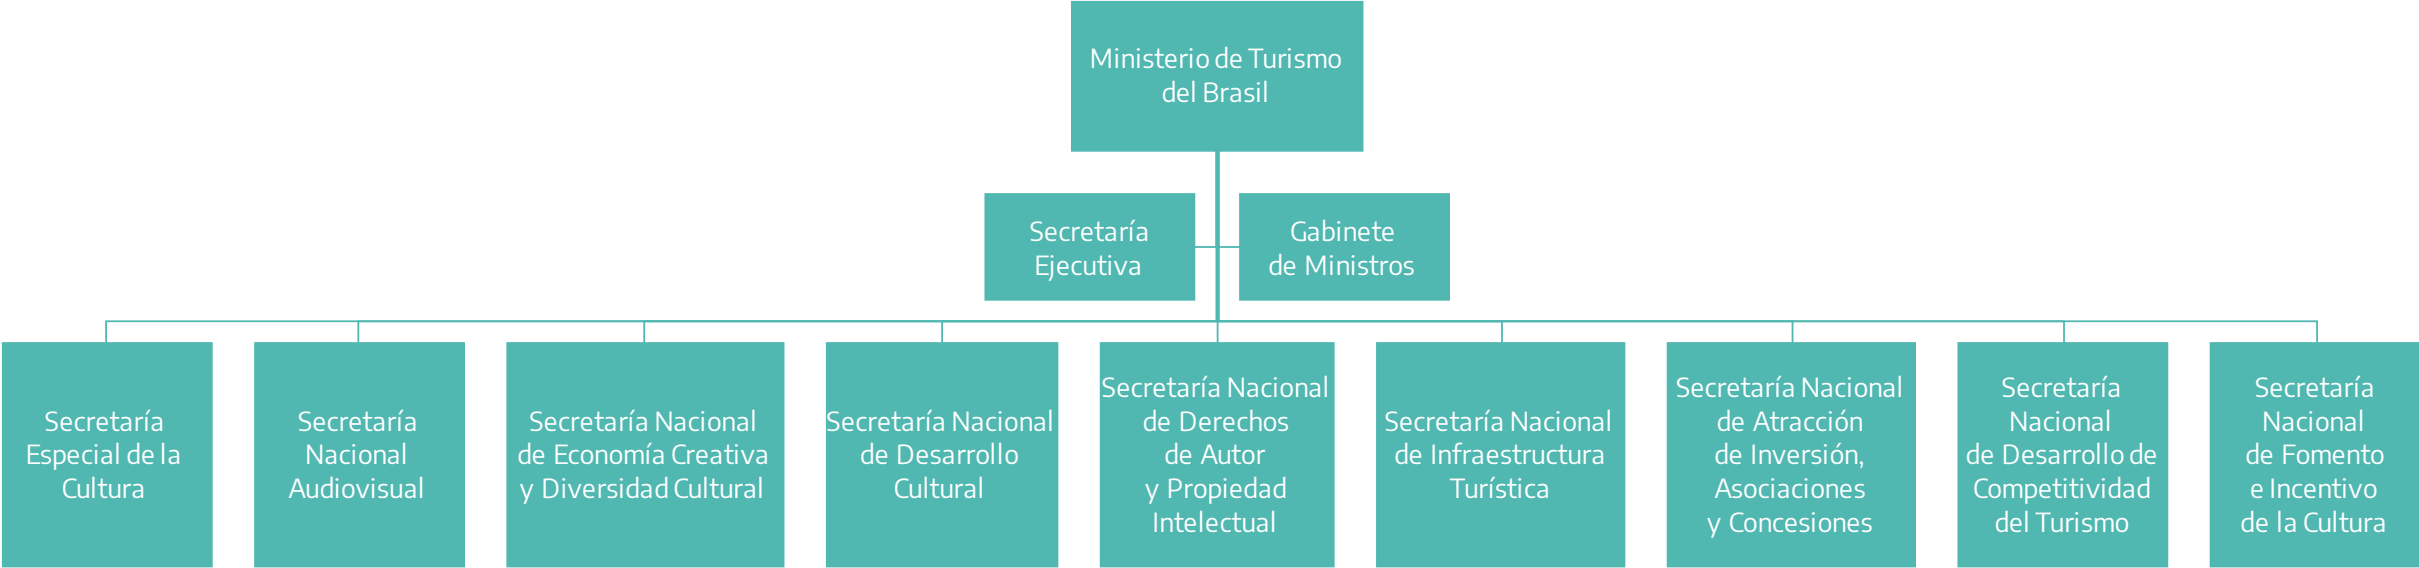 Ministerio de Turismo
del Brasil
Secretaría
Ejecutiva
Gabinete
de Ministros
Secretaría
Especial de la
Cultura
Secretaría
Nacional
Audiovisual
Secretaría Nacional
de Economía Creativa
y Diversidad Cultural
Secretaría Nacional
de Desarrollo
Cultural
Secretaría Nacional
de Derechos
de Autor
y Propiedad
Intelectual
Secretaría Nacional
de Infraestructura
Turística
Secretaría Nacional
de Atracción
de Inversión,
Asociaciones
y Concesiones
Secretaría
Nacional
de Desarrollo de
Competitividad
del Turismo
Secretaría
Nacional
de Fomento
e Incentivo
de la Cultura